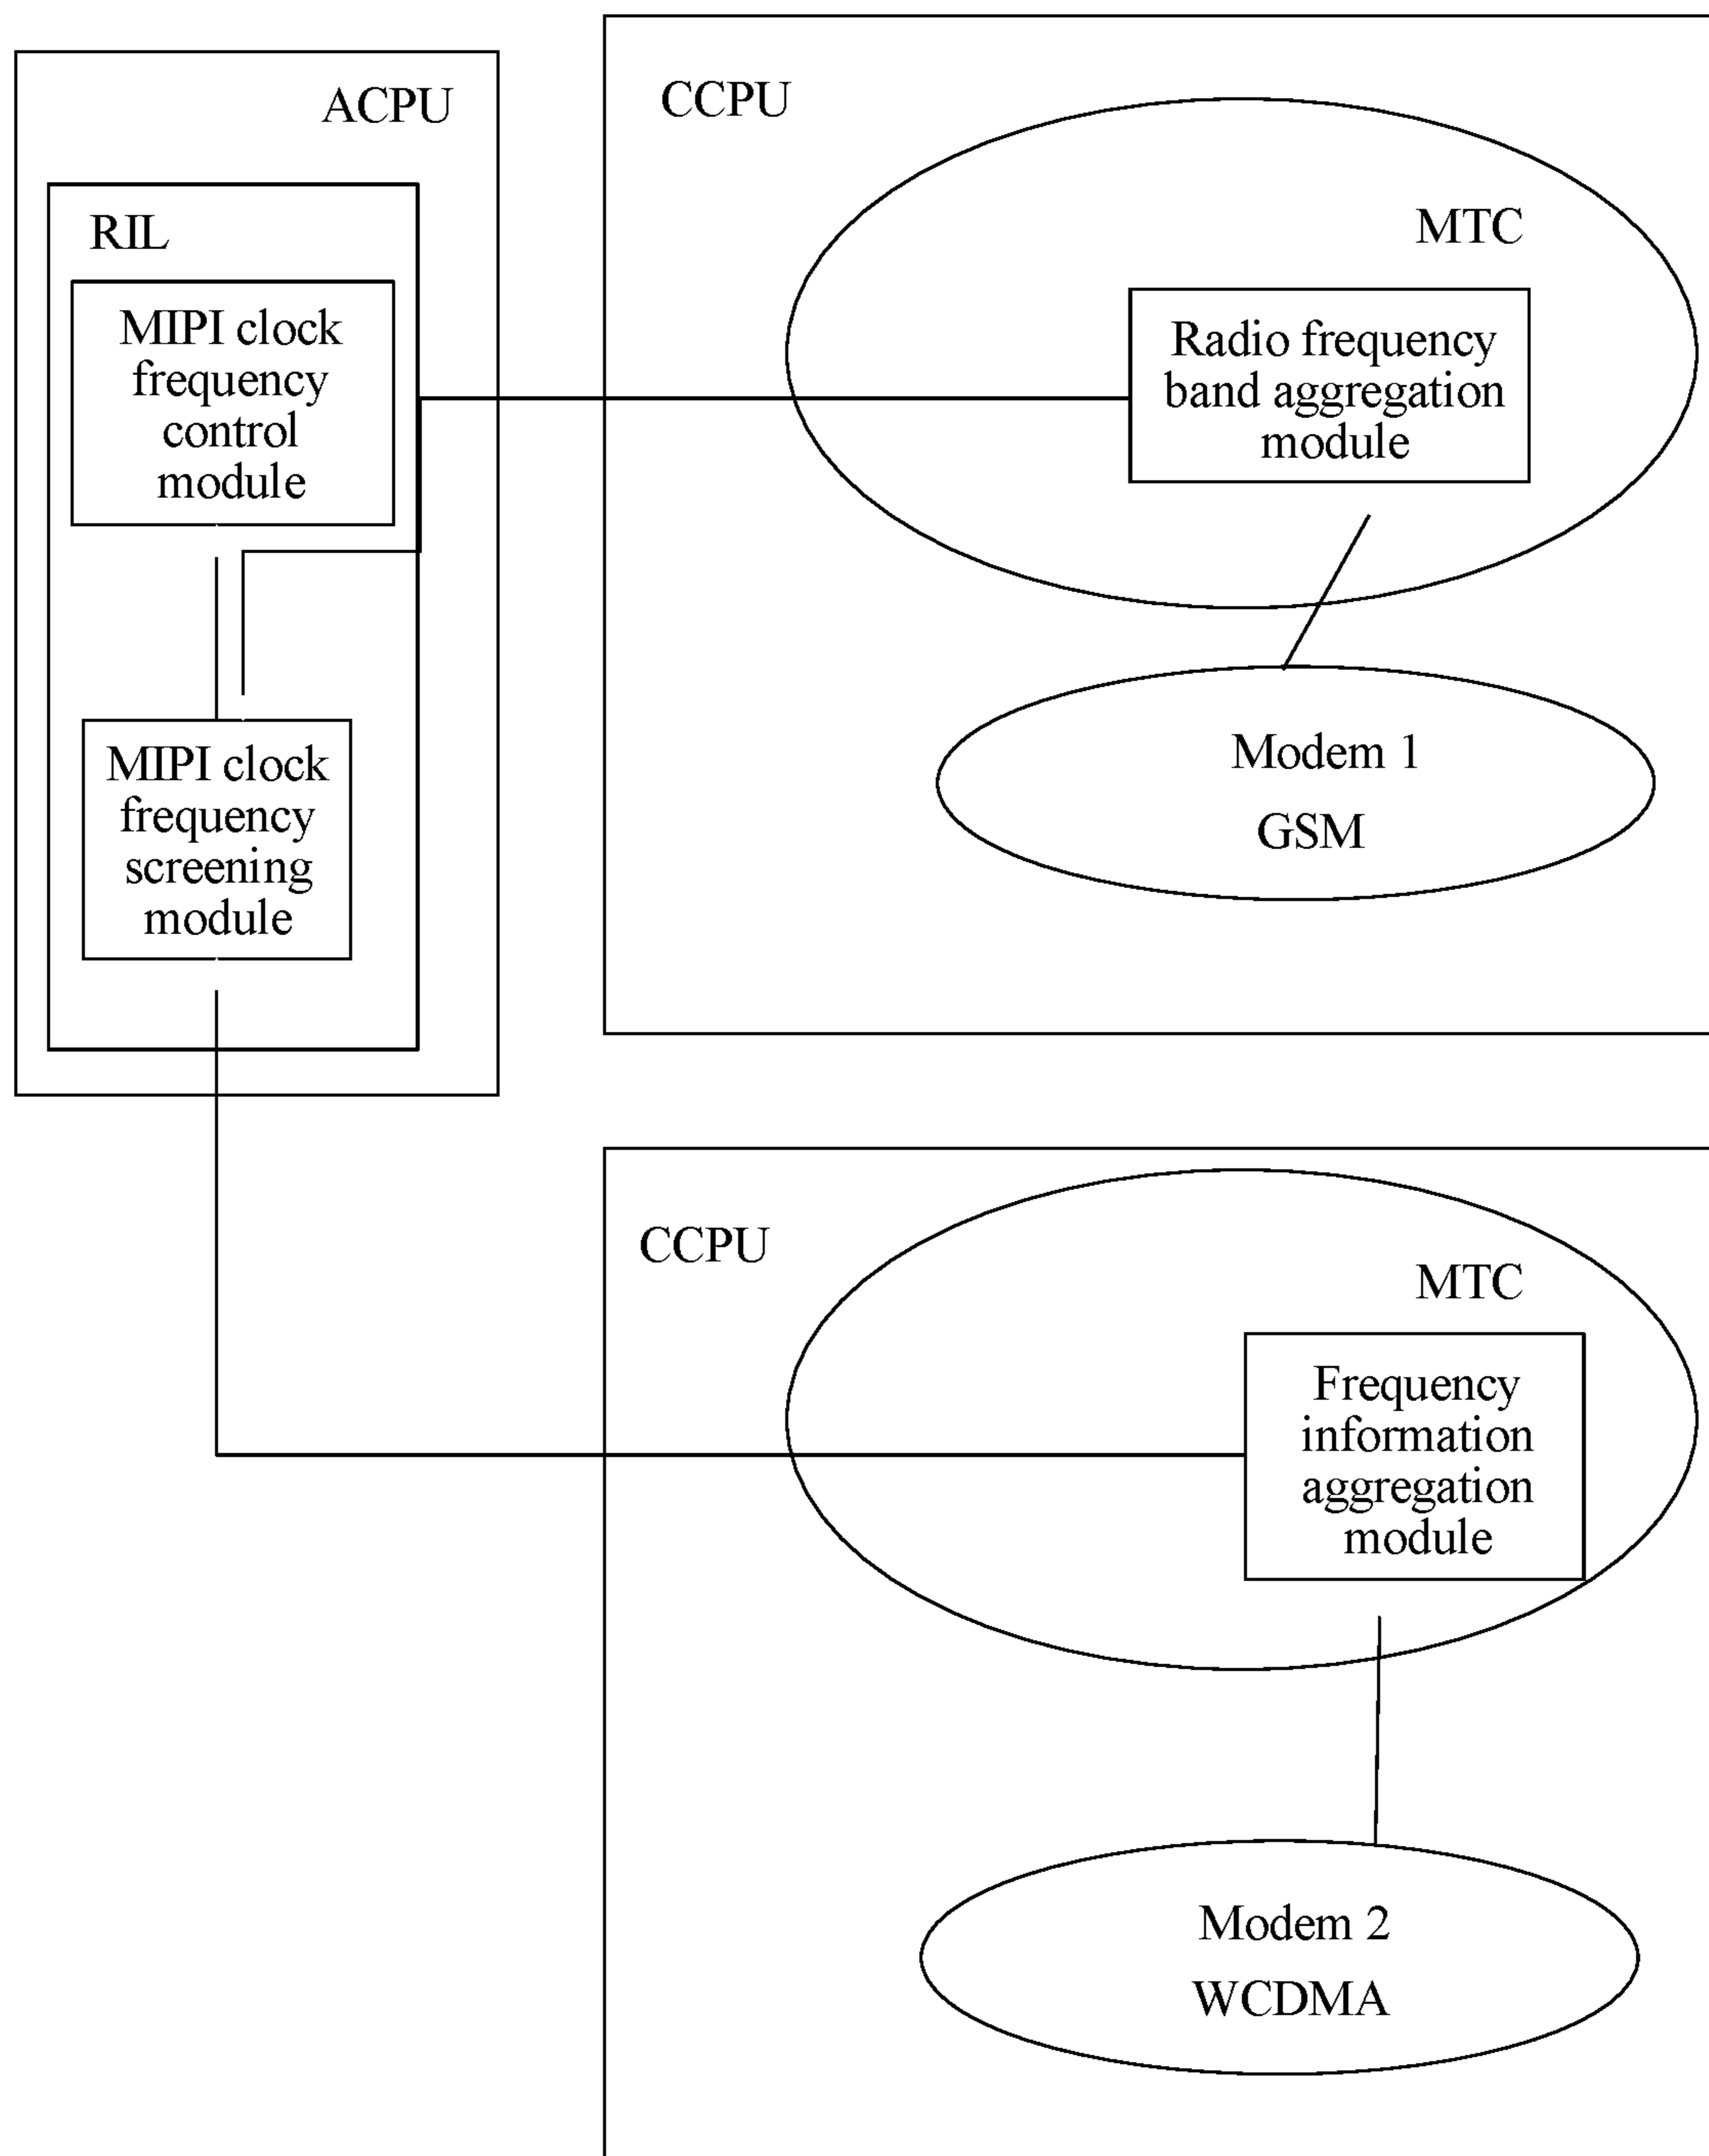 ACPU
RIL
MIPI clock
frequency
control
module
MIPI clock
frequency
screening
module
CCPU
MTC
Radio frequency
band aggregation
module
Modem 1
GSM
CCPU
MTC
Frequency
information
aggregation
module
Modem 2
WCDMA